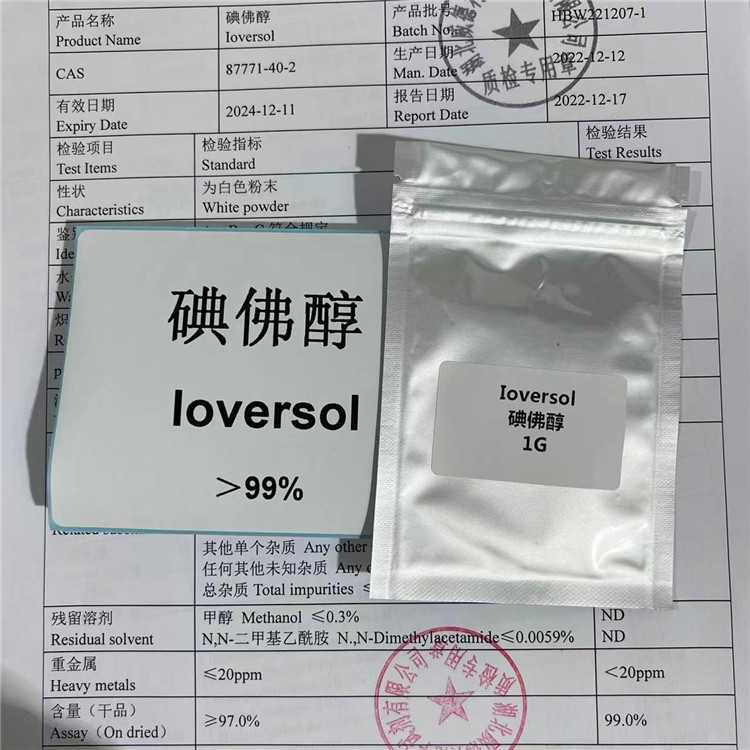 产品名称
Product Name
碘佛醇
Ioversol
产品批号
Batch No.
HBW221207-1
CAS
87771-40-2
生产日期
Man. Date
2022-12-12
有效日期
Expiry Date
2024-12-11
报告日期
Report Date
2022-12-17
质检专用章
检验项目
Test Items
检验指标
Standard
检验结果
Test Results
性状
Characteristics
为白色粉末
White powder
碘佛醇
Ioversol
>99%
Ioversol
碘佛醇
1G
其他单个杂质 Any other
任何其他未知杂质 Any
总杂质 Total impurities ≤
残留溶剂
Residual solvent
甲醇 Methanol ≤0.3%
N,N-二甲基乙酰胺 N.,N-Dimethylacetamide≤0.0059%
ND
ND
重金属
Heavy metals
≤20ppm
<20ppm
含量（干品）
Assay（On dried）
≥97.0%
99.0%